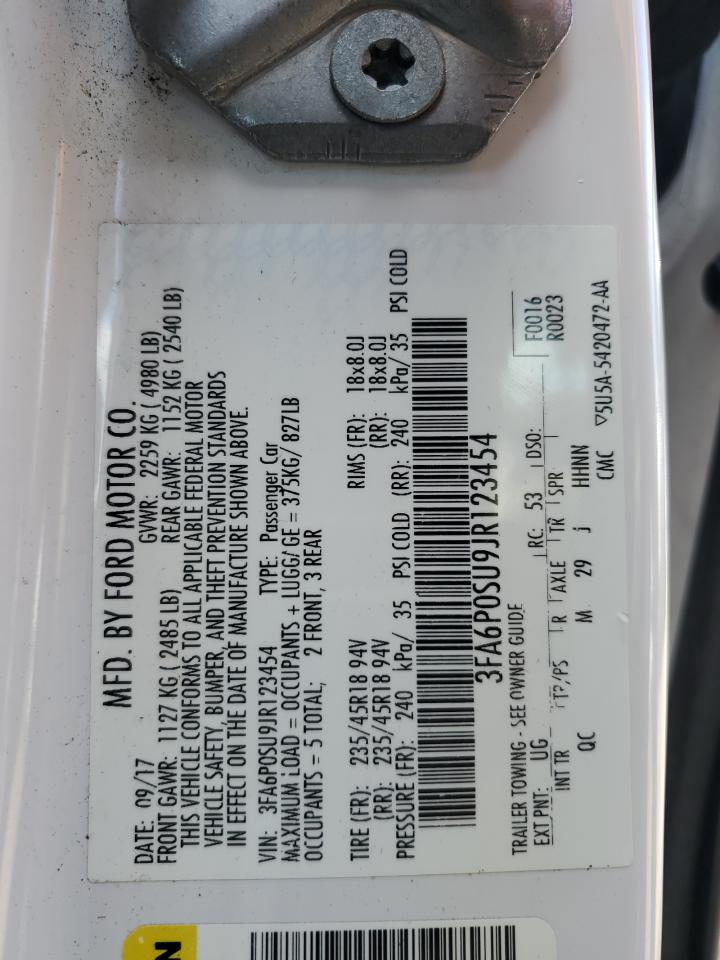 MFD. BY FORD MOTOR CO.
DATE: 09/17 GVWR: 2259 KG ( 4980 LB)
FRONT GAWR: 1127 KG ( 2485 LB) REAR GAWR: 1152 KG ( 2540 LB)
THIS VEHICLE CONFORMS TO ALL APPLICABLE FEDERAL MOTOR
VEHICLE SAFETY, BUMPER, AND THEFT PREVENTION STANDARDS
IN EFFECT ON THE DATE OF MANUFACTURE SHOWN ABOVE.
VIN: 3FA6P0SU9JR123454 TYPE: Passenger Car
MAXIMUM LOAD = OCCUPANTS + LUGG/GE = 375KG/ 827LB
OCCUPANTS = 5 TOTAL; 2 FRONT, 3 REAR
TIRE (FR): 235/45R18 94V RIMS (FR): 18x8.0J
(RR): 235/45R18 94V (RR): 18x8.0J
PRESSURE (FR): 240 kPa/ 35 PSI COLD (RR): 240 kPa/ 35 PSI COLD
3FA6P0SU9JR123454
TRAILER TOWING - SEE OWNER GUIDE
F0016
R0023
EXT PNT: UG RC: 53 DSO:
INT TR TP/PS R AXLE TR SPR
QC M 29 j HHNN
CMC ▽5U5A-5420472-AA
N